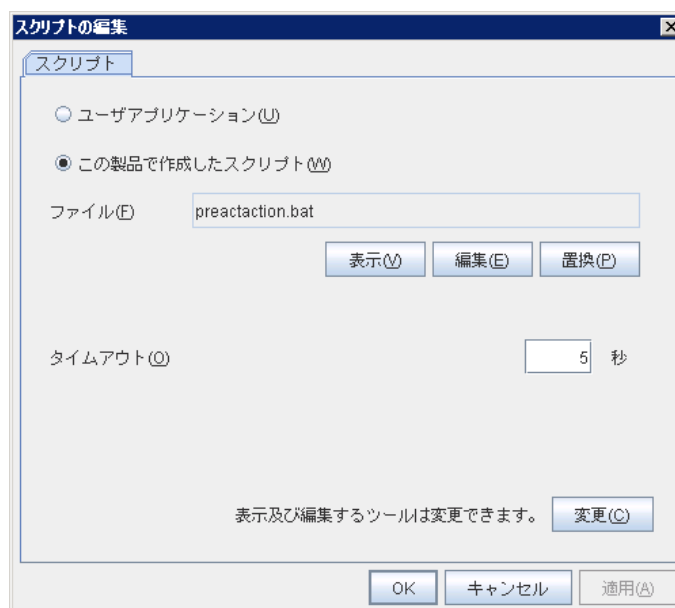 スクリプトの編集
スクリプト
ユーザアプリケーション(U)
この製品で作成したスクリプト(W)
ファイル(F) preactaction.bat
表示(V) 編集(E) 置換(P)
タイムアウト(O) 5 秒
表示及び編集するツールは変更できます。 変更(C)
OK キャンセル 適用(A)